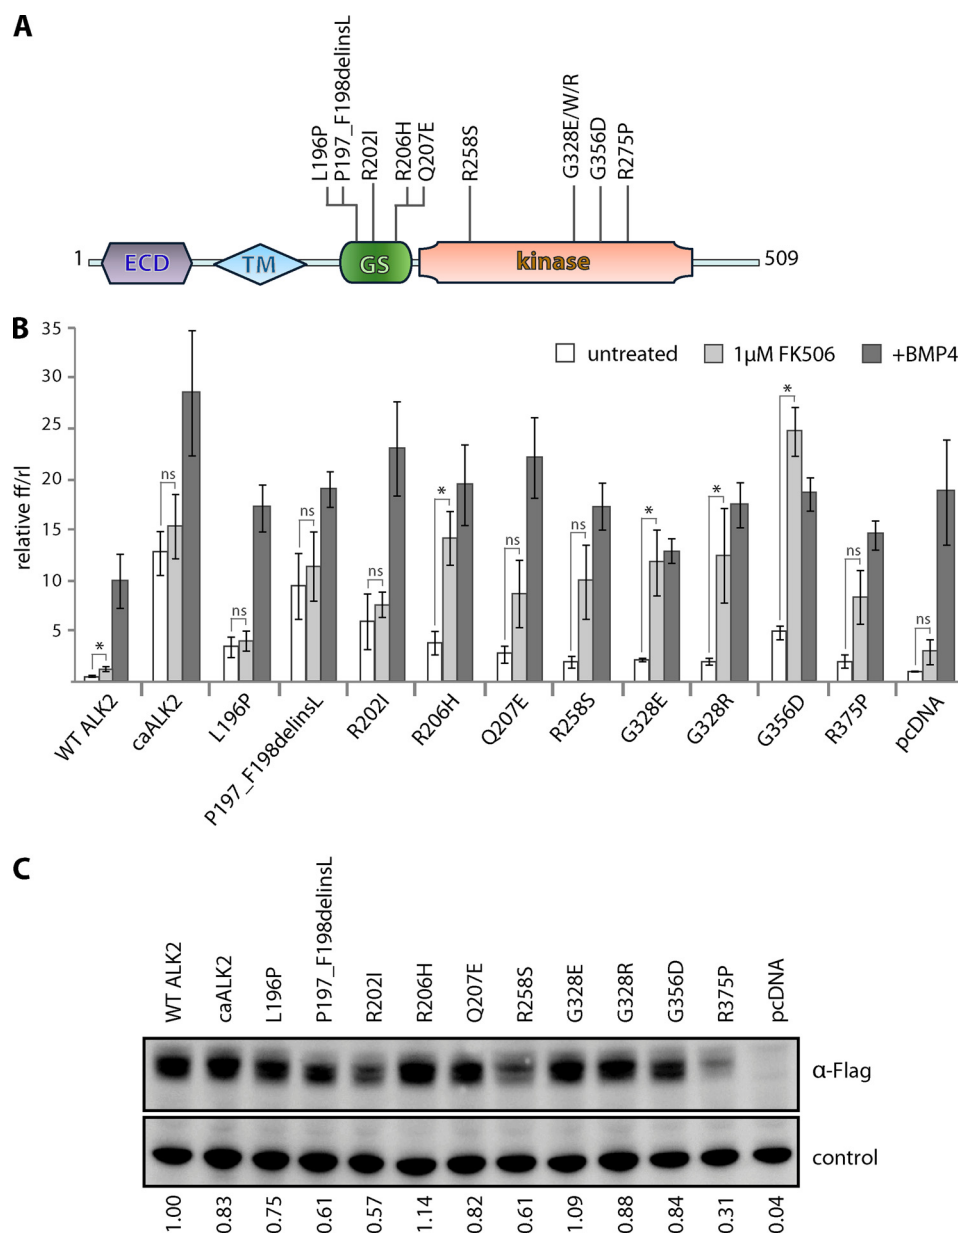 A
L196P
P197_F198delinsL
R202I
R206H
Q207E
R258S
G328E/W/R
G356D
R275P
1 ECD TM GS kinase 509
B
untreated 1µM FK506 +BMP4
relative ff/rl
35
30
25
20
15
10
5
*
ns
ns
ns
ns
*
ns
ns
*
*
*
ns
ns
WT ALK2
caALK2
L196P
P197_F198delinsL
R202I
R206H
Q207E
R258S
G328E
G328R
G356D
R375P
pcDNA
C
WT ALK2
caALK2
L196P
P197_F198delinsL
R202I
R206H
Q207E
R258S
G328E
G328R
G356D
R375P
pcDNA
α-Flag
control
1.00
0.83
0.75
0.61
0.57
1.14
0.82
0.61
1.09
0.88
0.84
0.31
0.04